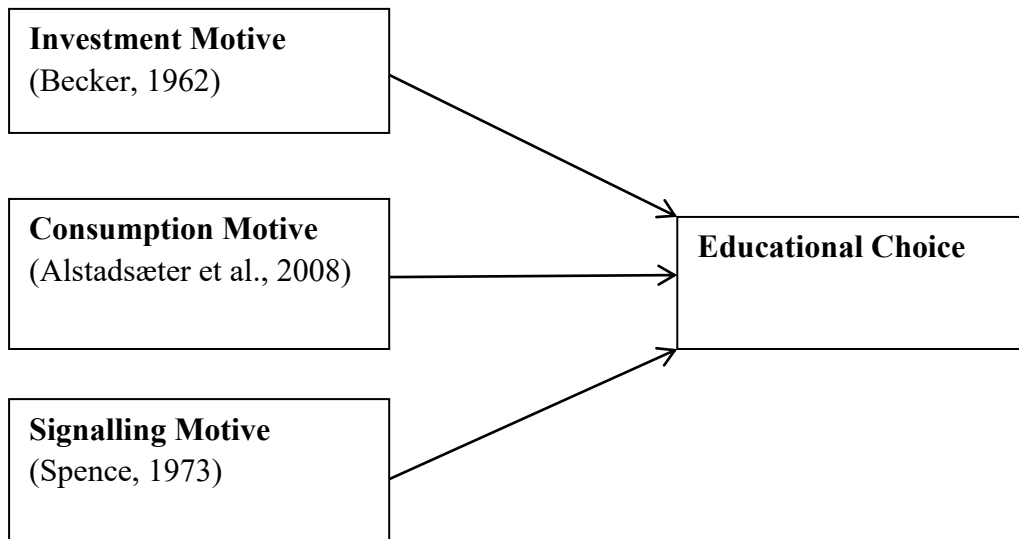 Investment Motive
(Becker, 1962)
Consumption Motive
(Alstadsæter et al., 2008)
Educational Choice
Signalling Motive
(Spence, 1973)